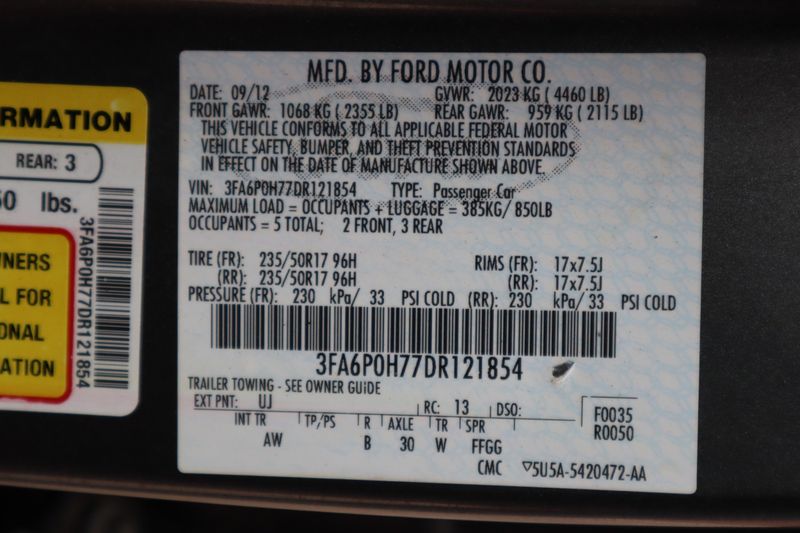 RMATION
REAR: 3
50 lbs.
3FA6P0H77DR121854
WNERS
L FOR
ONAL
ATION
MFD. BY FORD MOTOR CO.
DATE: 09/12 GVWR: 2023 KG ( 4460 LB)
FRONT GAWR: 1068 KG ( 2355 LB) REAR GAWR: 959 KG ( 2115 LB)
THIS VEHICLE CONFORMS TO ALL APPLICABLE FEDERAL MOTOR
VEHICLE SAFETY, BUMPER, AND THEFT PREVENTION STANDARDS
IN EFFECT ON THE DATE OF MANUFACTURE SHOWN ABOVE.
VIN: 3FA6P0H77DR121854 TYPE: Passenger Car
MAXIMUM LOAD = OCCUPANTS + LUGGAGE = 385KG/ 850LB
OCCUPANTS = 5 TOTAL; 2 FRONT, 3 REAR
TIRE (FR): 235/50R17 96H RIMS (FR): 17x7.5J
(RR): 235/50R17 96H (RR): 17x7.5J
PRESSURE (FR): 230 kPa/ 33 PSI COLD (RR): 230 kPa/ 33 PSI COLD
3FA6P0H77DR121854
TRAILER TOWING - SEE OWNER GUIDE
EXT PNT: UJ RC: 13 DSO: F0035
INT TR TP/PS R AXLE TR SPR R0050
AW B 30 W FFGG
CMC ▽5U5A-5420472-AA